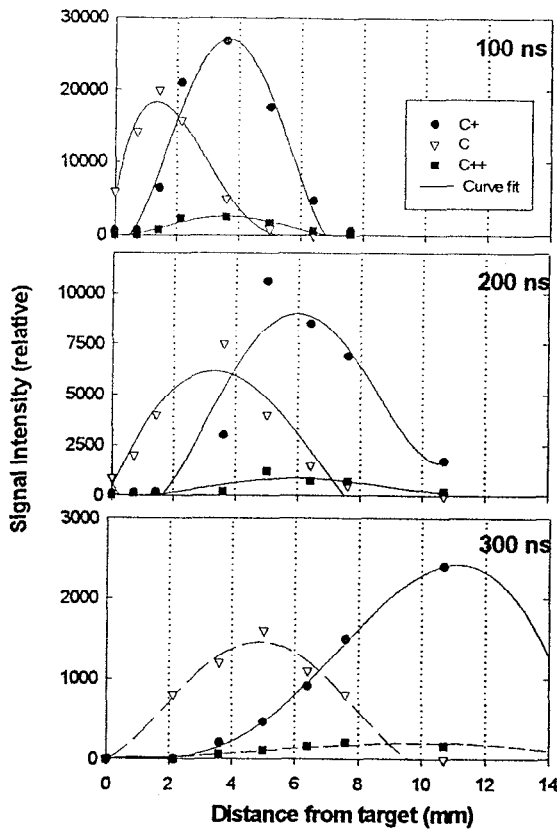 30000
100 ns
20000
10000
0
C+
C
C++
Curve fit
10000
200 ns
7500
5000
2500
0
Signal Intensity (relative)
3000
300 ns
2000
1000
0
0 2 4 6 8 10 12 14
Distance from target (mm)